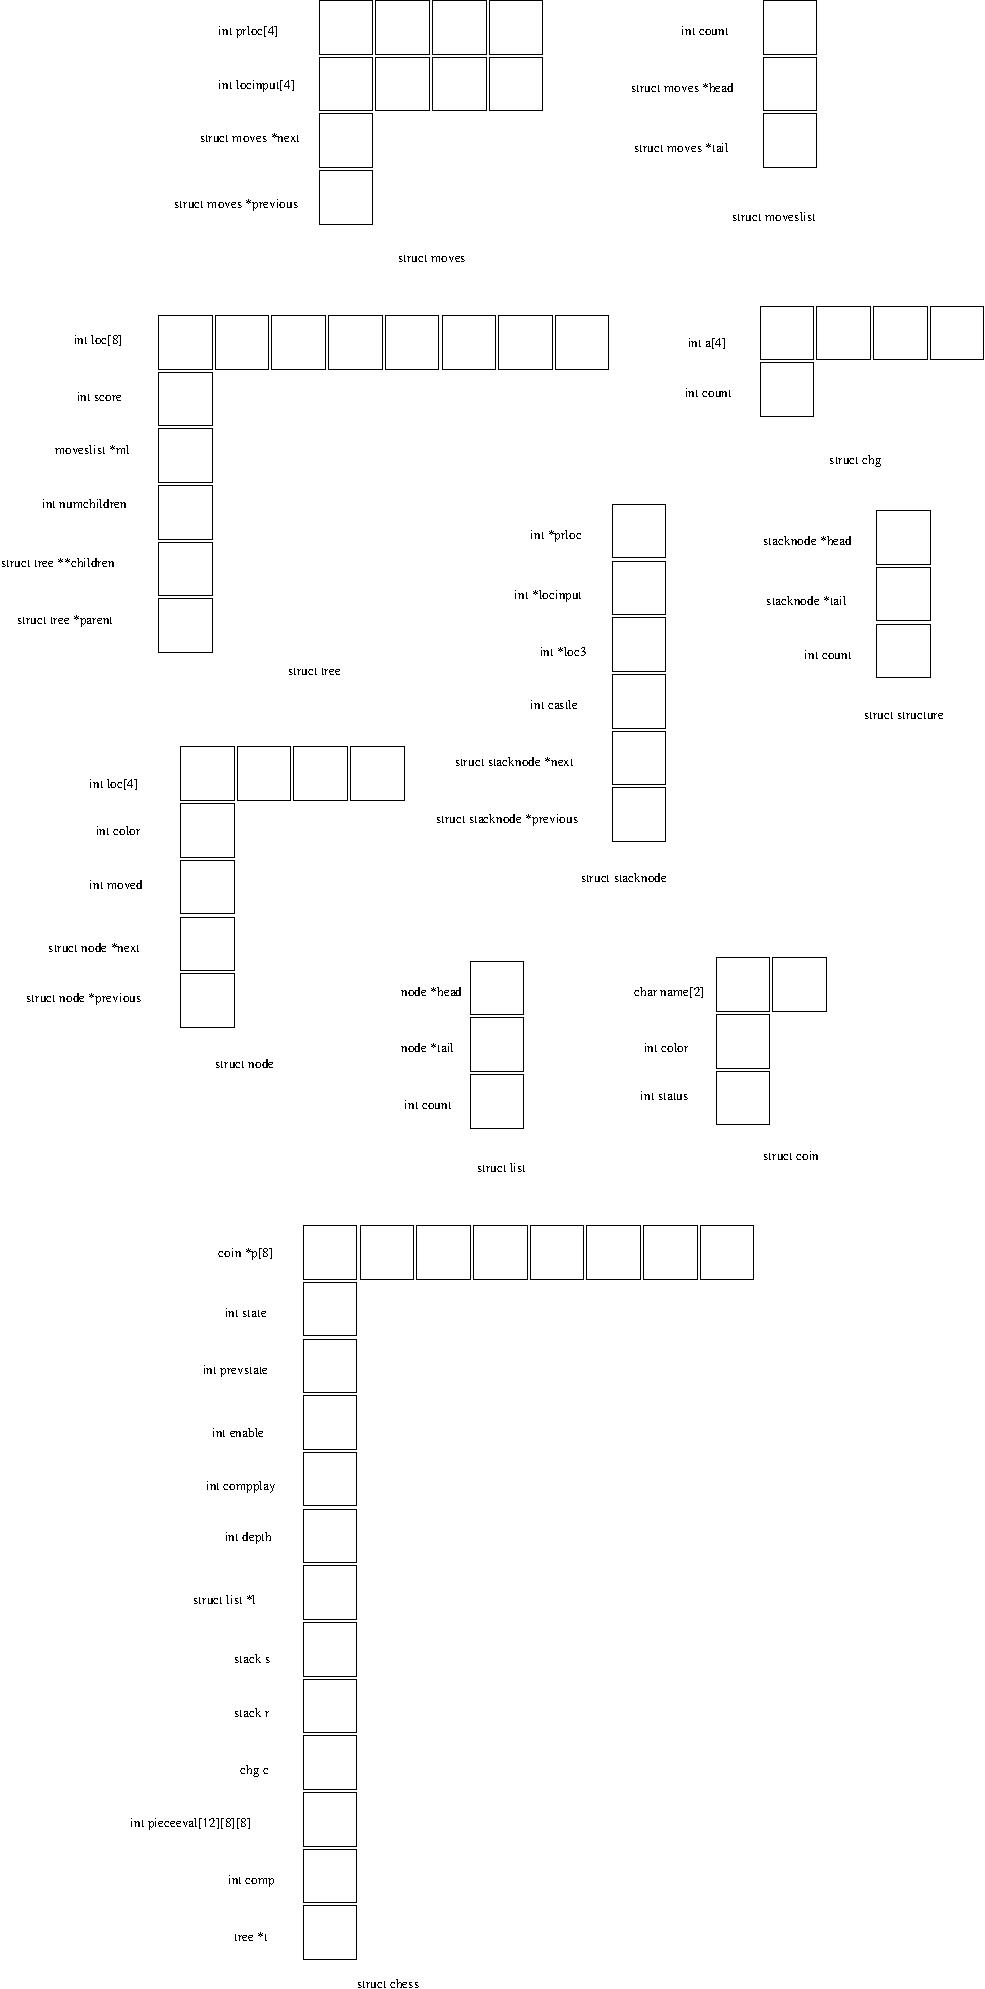 int prloc[4]
int locinput[4]
struct moves *next
struct moves *previous
struct moves
int count
struct moves *head
struct moves *tail
struct moveslist
int loc[8]
int score
moveslist *ml
int numchildren
struct tree **children
struct tree *parent
struct tree
int a[4]
int count
struct chg
int *prloc
int *locinput
int *loc3
int castle
struct stacknode *next
struct stacknode *previous
struct stacknode
stacknode *head
stacknode *tail
int count
struct structure
int loc[4]
int color
int moved
struct node *next
struct node *previous
struct node
node *head
node *tail
int count
struct list
char name[2]
int color
int status
struct coin
coin *p[8]
int state
int prevstate
int enable
int compplay
int depth
struct list *l
stack s
stack r
chg c
int pieceeval[12][8][8]
int comp
tree *t
struct chess